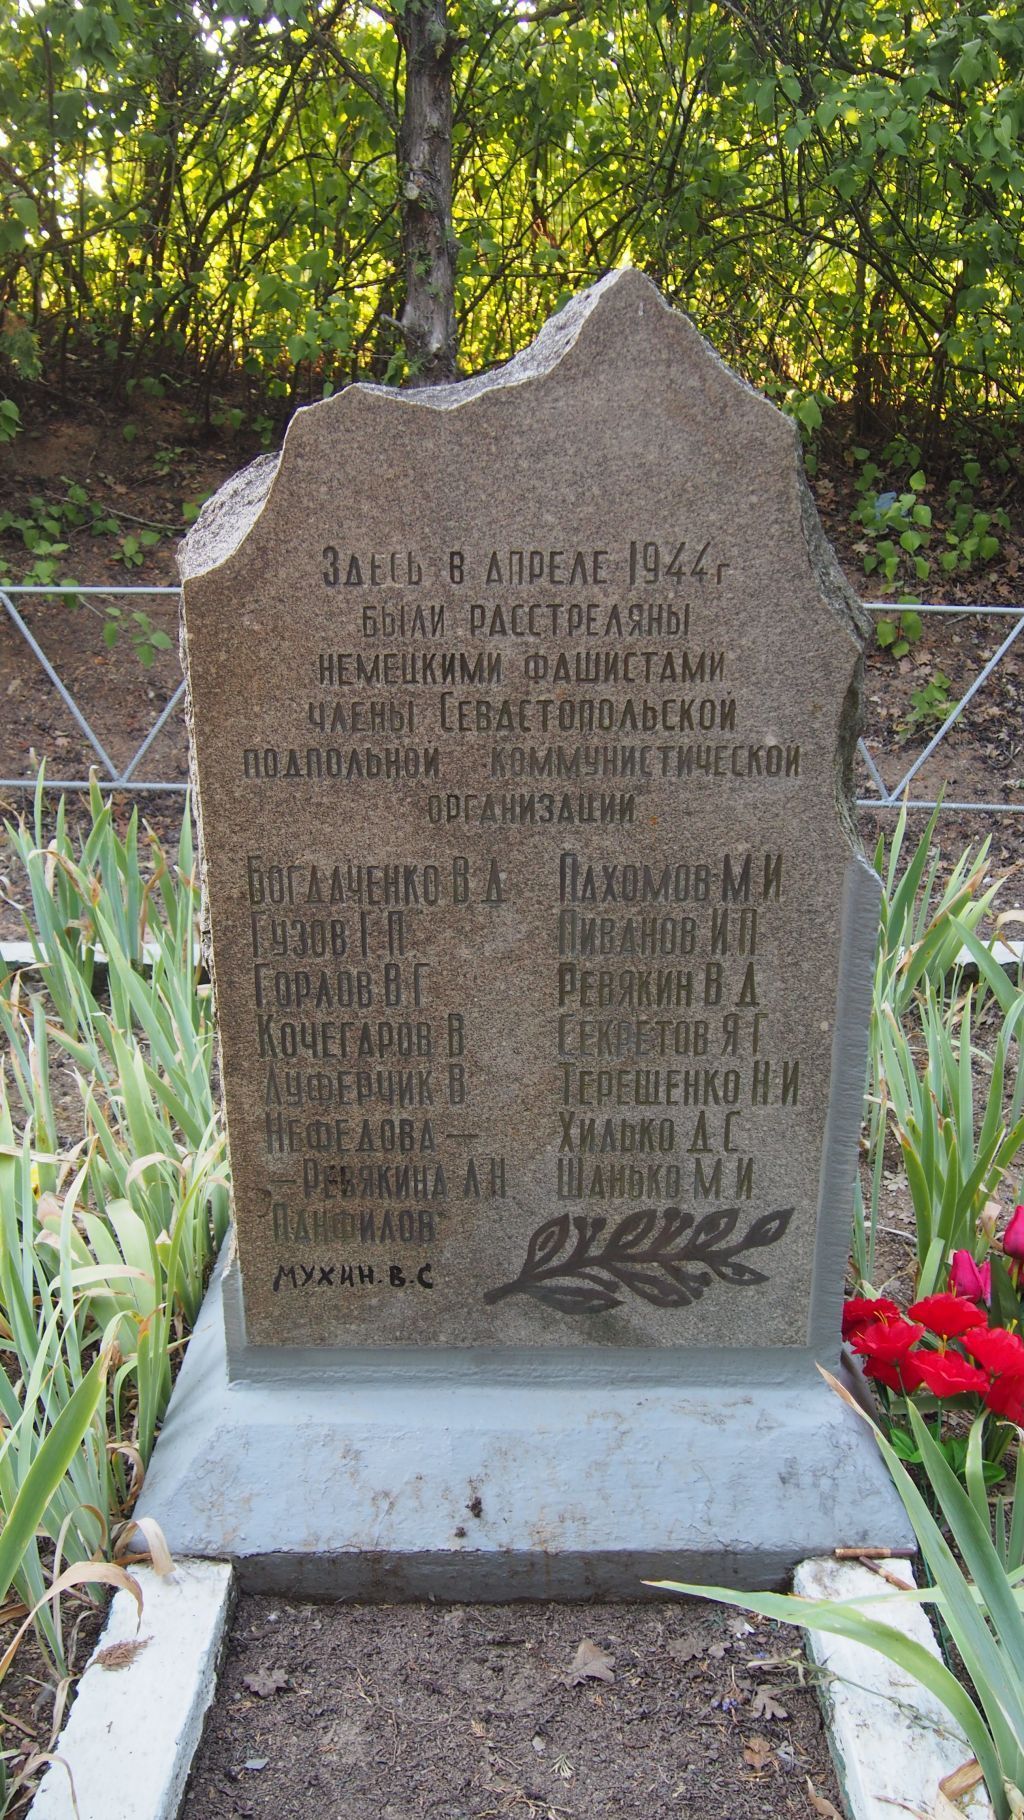 Здесь в апреле 1944г
были расстреляны
немецкими фашистами
члены Севастопольской
подпольной коммунистической
организации
Богдаченко В Д
Гузов Г П
Горлов В Г
Кочегаров В
Луферчик В
Нефедова –
– Ревякина Л Н
Панфилов
Мухин. В. С
Пахомов М И
Пиванов И П
Ревякин В Д
Секретов Я Г
Терещенко Н И
Хилько Д С
Шанько М И